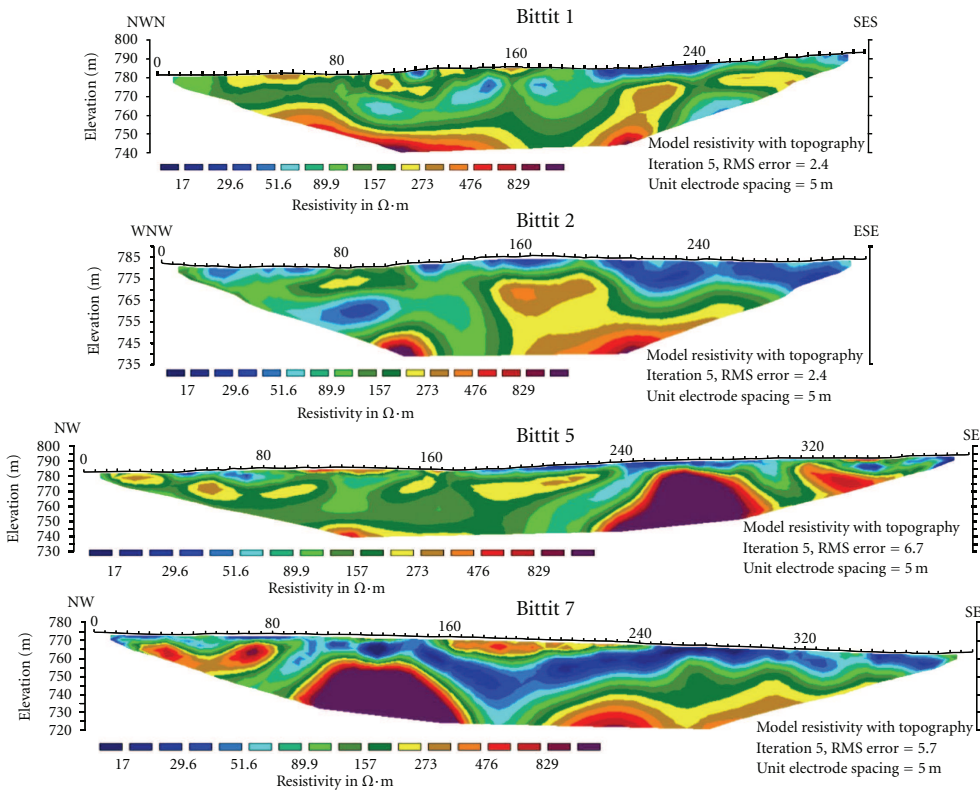 Bittit 1
NWN
SES
Elevation (m)
800
790
780
770
760
750
740
0
80
160
240
Model resistivity with topography
Iteration 5, RMS error = 2.4
Unit electrode spacing = 5 m
17 29.6 51.6 89.9 157 273 476 829
Resistivity in Ω·m
Bittit 2
WNW
ESE
Elevation (m)
785
775
765
755
745
735
0
80
160
240
Model resistivity with topography
Iteration 5, RMS error = 2.4
Unit electrode spacing = 5 m
17 29.6 51.6 89.9 157 273 476 829
Resistivity in Ω·m
Bittit 5
NW
SE
Elevation (m)
800
790
780
770
760
750
740
730
0
80
160
240
320
Model resistivity with topography
Iteration 5, RMS error = 6.7
Unit electrode spacing = 5 m
17 29.6 51.6 89.9 157 273 476 829
Resistivity in Ω·m
Bittit 7
NW
SE
Elevation (m)
780
770
760
750
740
730
720
0
80
160
240
320
Model resistivity with topography
Iteration 5, RMS error = 5.7
Unit electrode spacing = 5 m
17 29.6 51.6 89.9 157 273 476 829
Resistivity in Ω·m